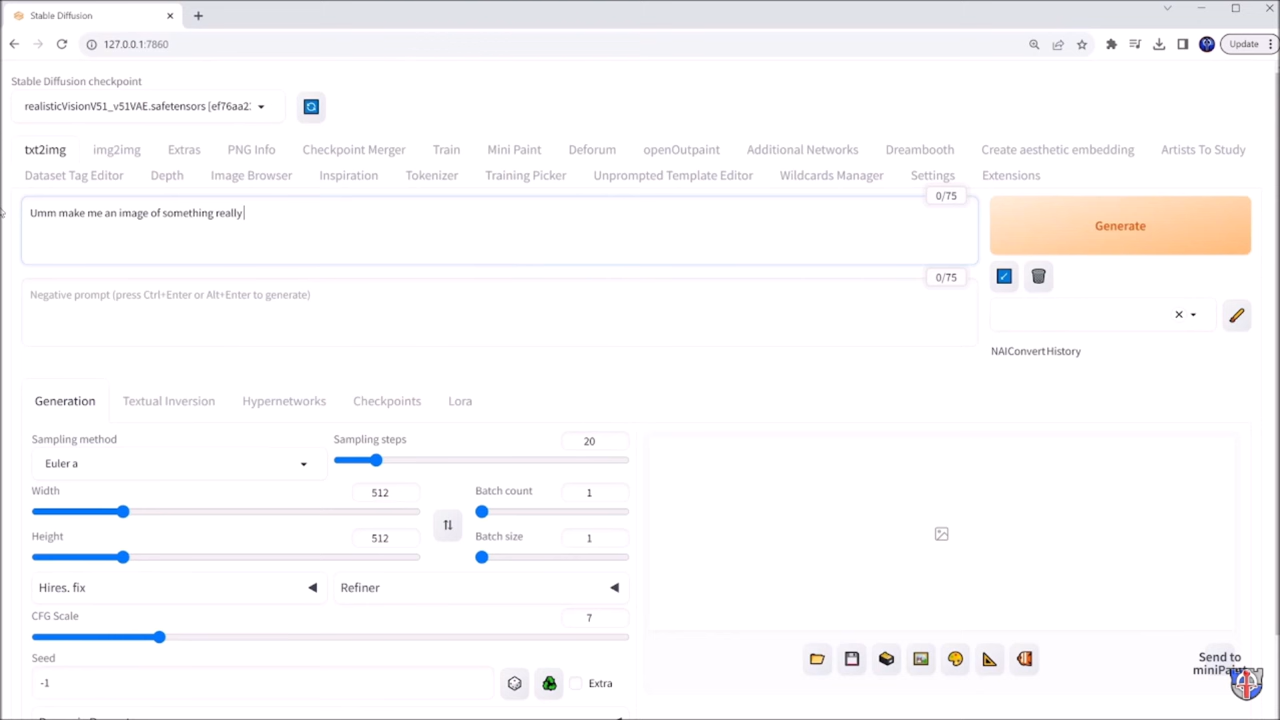 Stable Diffusion
127.0.0.1:7860
Update
Stable Diffusion checkpoint
realisticVisionV51_v51VAE.safetensors [ef76aa2
txt2img img2img Extras PNG Info Checkpoint Merger Train Mini Paint Deforum openOutpaint Additional Networks Dreambooth Create aesthetic embedding Artists To Study
Dataset Tag Editor Depth Image Browser Inspiration Tokenizer Training Picker Unprompted Template Editor Wildcards Manager Settings Extensions
0/75
Umm make me an image of something really
Generate
0/75
Negative prompt (press Ctrl+Enter or Alt+Enter to generate)
NAIConvertHistory
Generation Textual Inversion Hypernetworks Checkpoints Lora
Sampling method Sampling steps 20
Euler a
Width 512 Batch count 1
Height 512 Batch size 1
Hires. fix Refiner
CFG Scale 7
Seed
-1 Extra
Send to